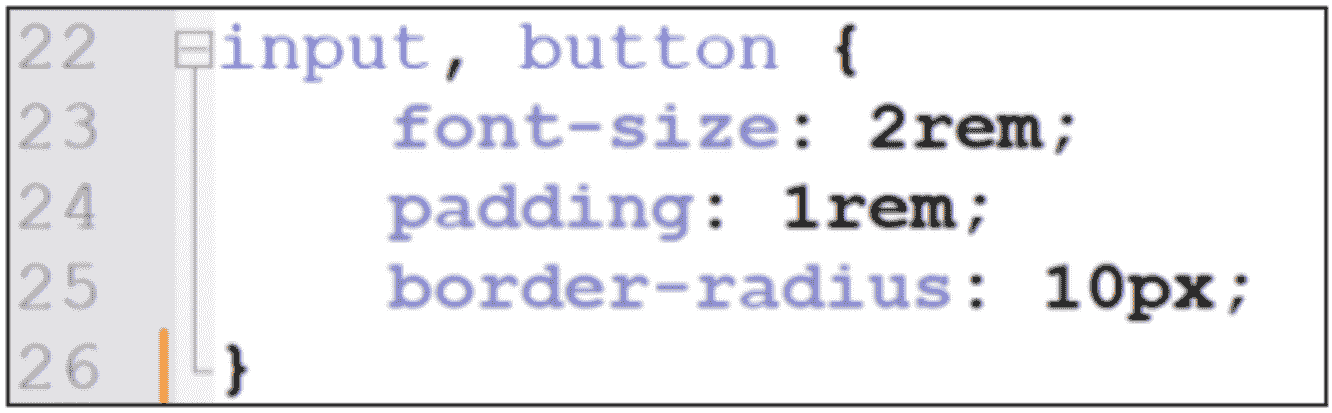 22 input, button {
23 font-size: 2rem;
24 padding: 1rem;
25 border-radius: 10px;
26 }